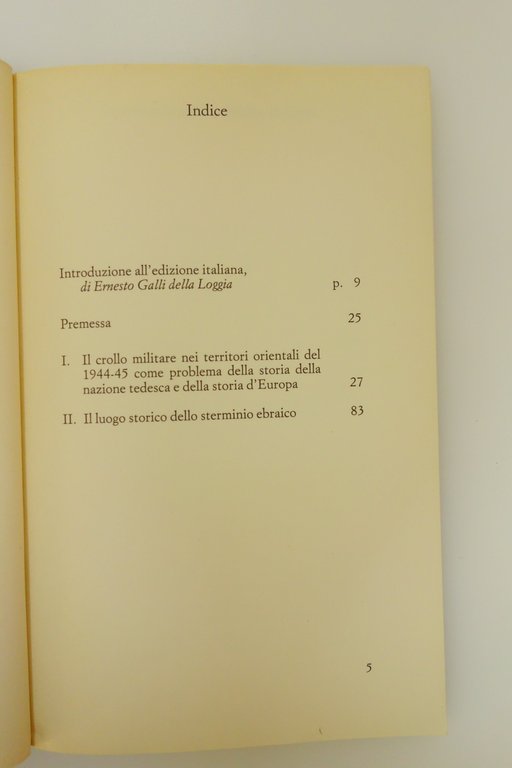 Indice
Introduzione all'edizione italiana,
di Ernesto Galli della Loggia p. 9
Premessa 25
I. Il crollo militare nei territori orientali del
1944-45 come problema della storia della
nazione tedesca e della storia d'Europa 27
II. Il luogo storico dello sterminio ebraico 83
5